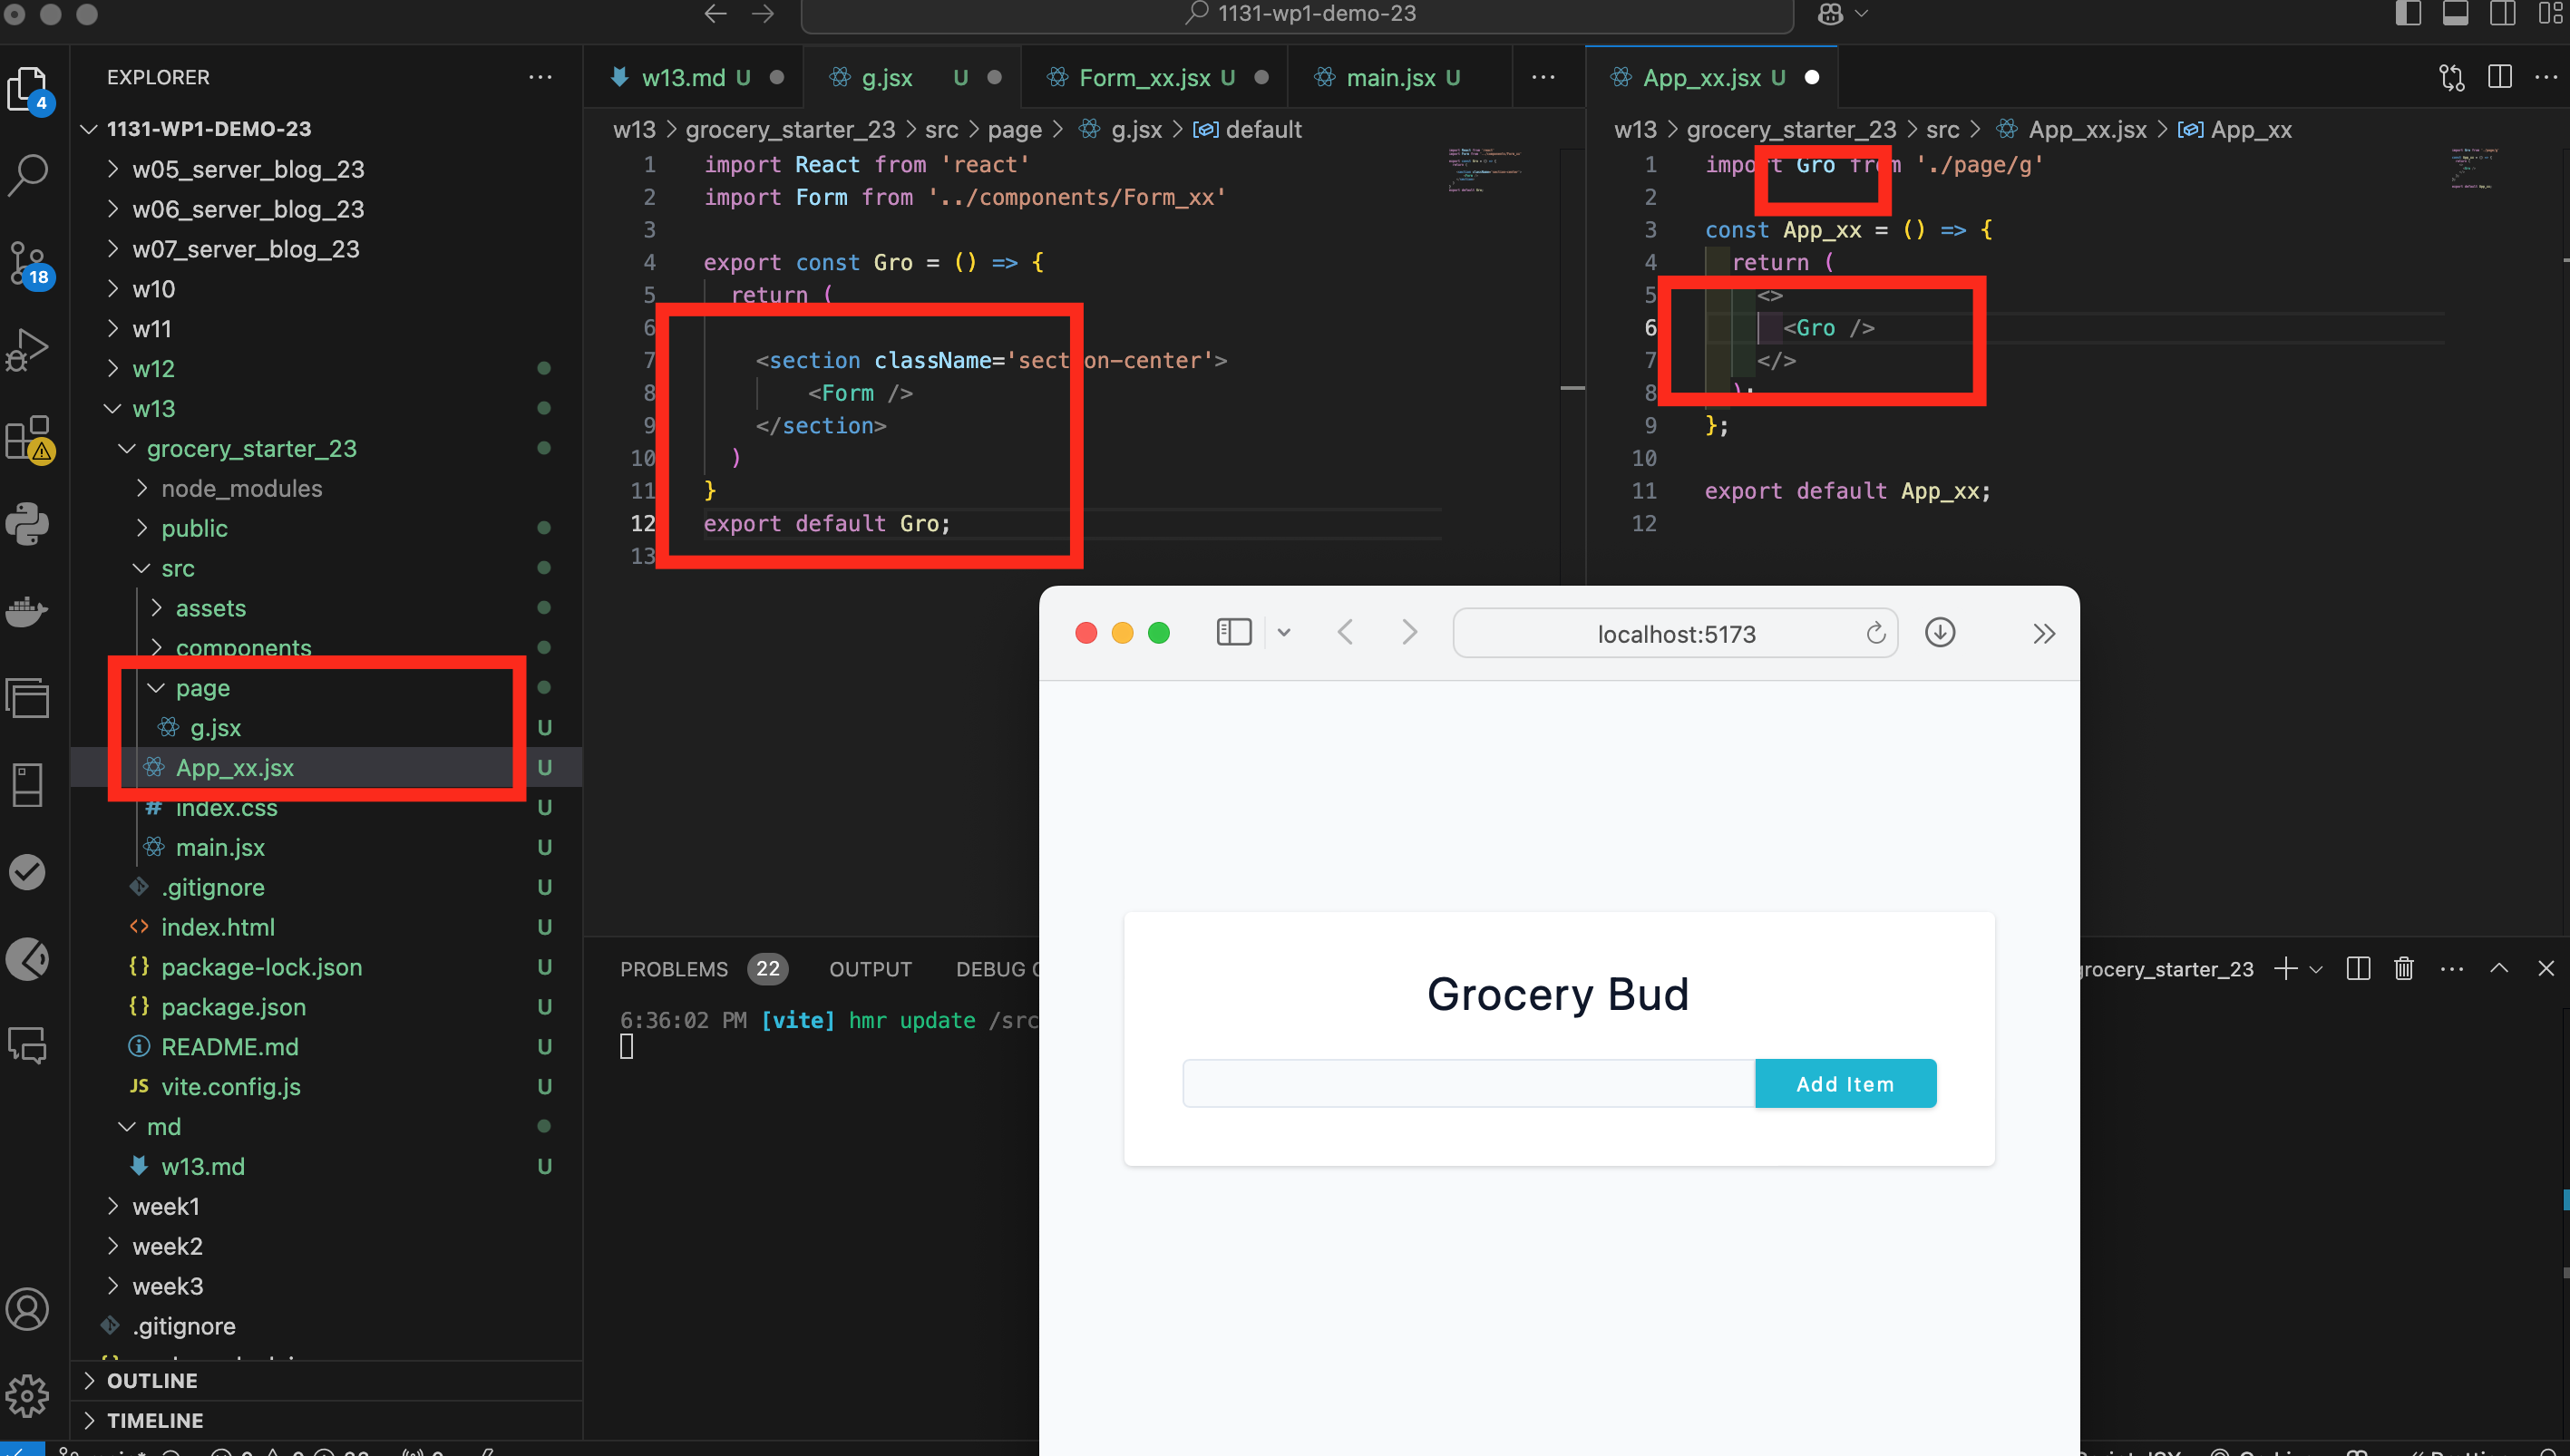 1131-wp1-demo-23
EXPLORER
4
18
1131-WP1-DEMO-23
w05_server_blog_23
w06_server_blog_23
w07_server_blog_23
w10
w11
w12
w13
grocery_starter_23
node_modules
public
src
assets
components
page
g.jsx U
App_xx.jsx U
# index.css U
main.jsx U
.gitignore U
<> index.html U
{} package-lock.json U
{} package.json U
README.md U
JS vite.config.js U
md
w13.md U
week1
week2
week3
.gitignore
OUTLINE
TIMELINE
w13.md U
g.jsx U
Form_xx.jsx U
main.jsx U
w13 > grocery_starter_23 > src > page > g.jsx > default
1 import React from 'react'
2 import Form from '../components/Form_xx'
3
4 export const Gro = () => {
5 return (
6
7 <section className='section-center'>
8 <Form />
9 </section>
10 )
11 }
12 export default Gro;
13
App_xx.jsx U
w13 > grocery_starter_23 > src > App_xx.jsx > App_xx
1 import Gro from './page/g'
2
3 const App_xx = () => {
4 return (
5 <>
6 <Gro />
7 </>
8 );
9 };
10
11 export default App_xx;
12
PROBLEMS 22 OUTPUT DEBUG
grocery_starter_23
6:36:02 PM [vite] hmr update /src
localhost:5173
Grocery Bud
Add Item